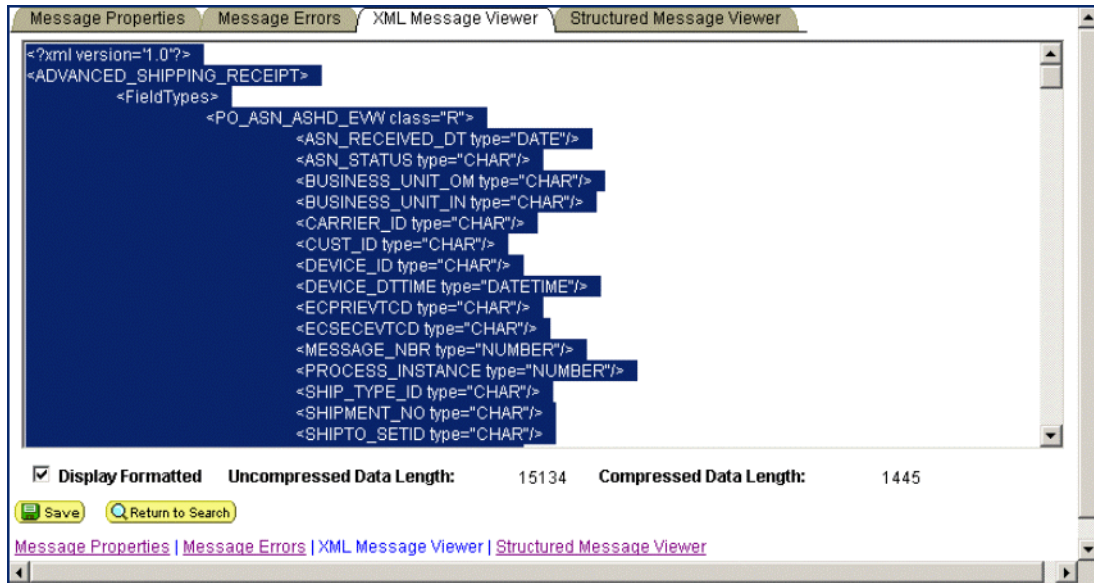 Message Properties Message Errors XML Message Viewer Structured Message Viewer
<?xml version='1.0'?>
<ADVANCED_SHIPPING_RECEIPT>
<FieldTypes>
<PO_ASN_ASHD_EVW class="R">
<ASN_RECEIVED_DT type="DATE"/>
<ASN_STATUS type="CHAR"/>
<BUSINESS_UNIT_OM type="CHAR"/>
<BUSINESS_UNIT_IN type="CHAR"/>
<CARRIER_ID type="CHAR"/>
<CUST_ID type="CHAR"/>
<DEVICE_ID type="CHAR"/>
<DEVICE_DTTIME type="DATETIME"/>
<ECPRIEVTCD type="CHAR"/>
<ECSECEVTCD type="CHAR"/>
<MESSAGE_NBR type="NUMBER"/>
<PROCESS_INSTANCE type="NUMBER"/>
<SHIP_TYPE_ID type="CHAR"/>
<SHIPMENT_NO type="CHAR"/>
<SHIPTO_SETID type="CHAR"/>
Display Formatted Uncompressed Data Length: 15134 Compressed Data Length: 1445
Save Return to Search
Message Properties | Message Errors | XML Message Viewer | Structured Message Viewer